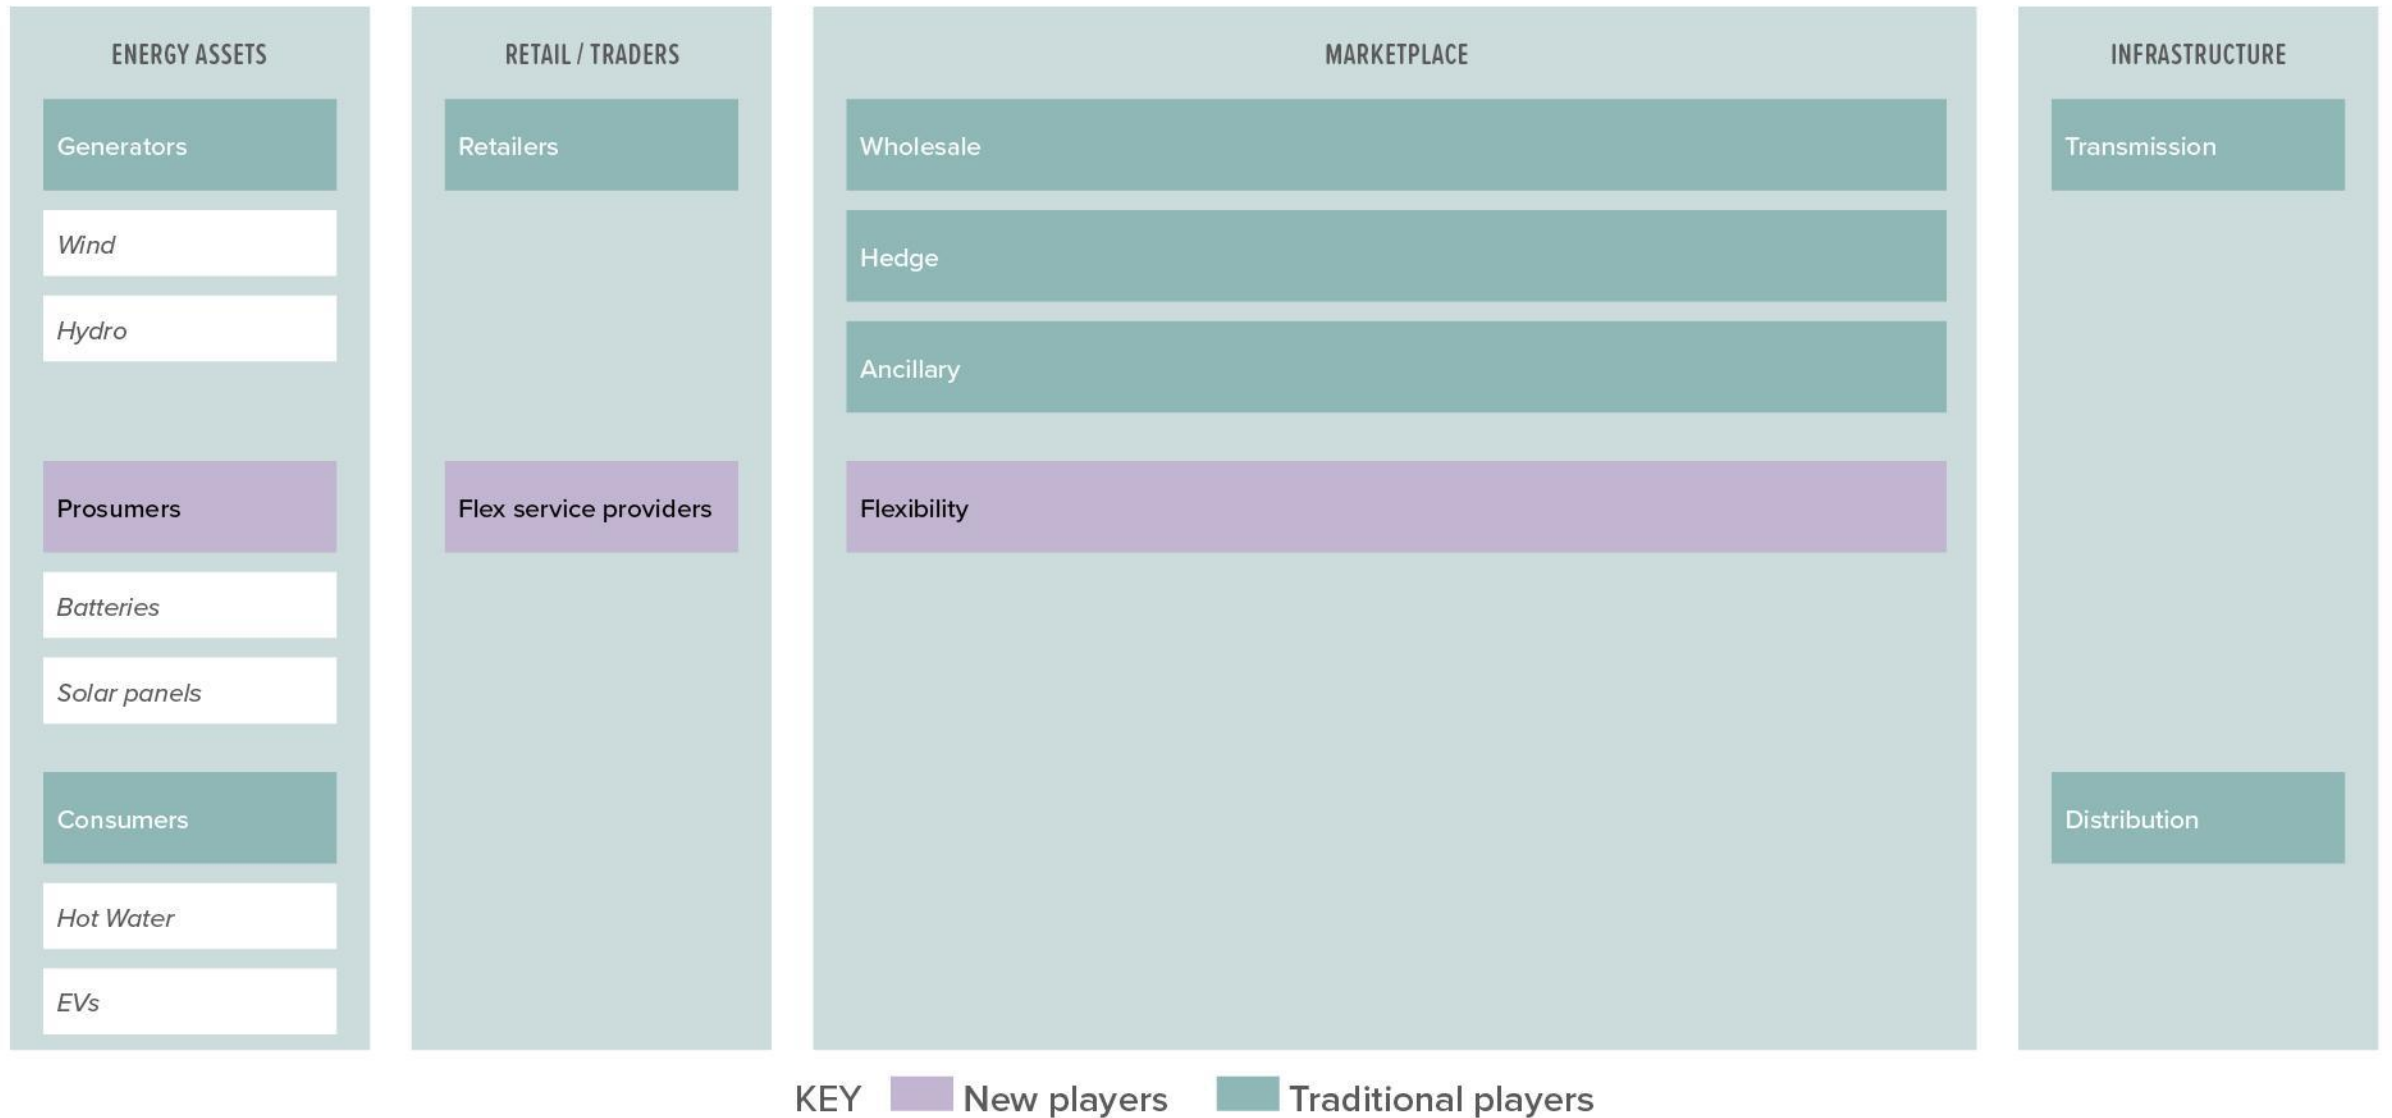 ENERGY ASSETS
Generators
Wind
Hydro
Prosumers
Batteries
Solar panels
Consumers
Hot Water
EVs
RETAIL / TRADERS
Retailers
Flex service providers
MARKETPLACE
Wholesale
Hedge
Ancillary
Flexibility
INFRASTRUCTURE
Transmission
Distribution
KEY New players Traditional players